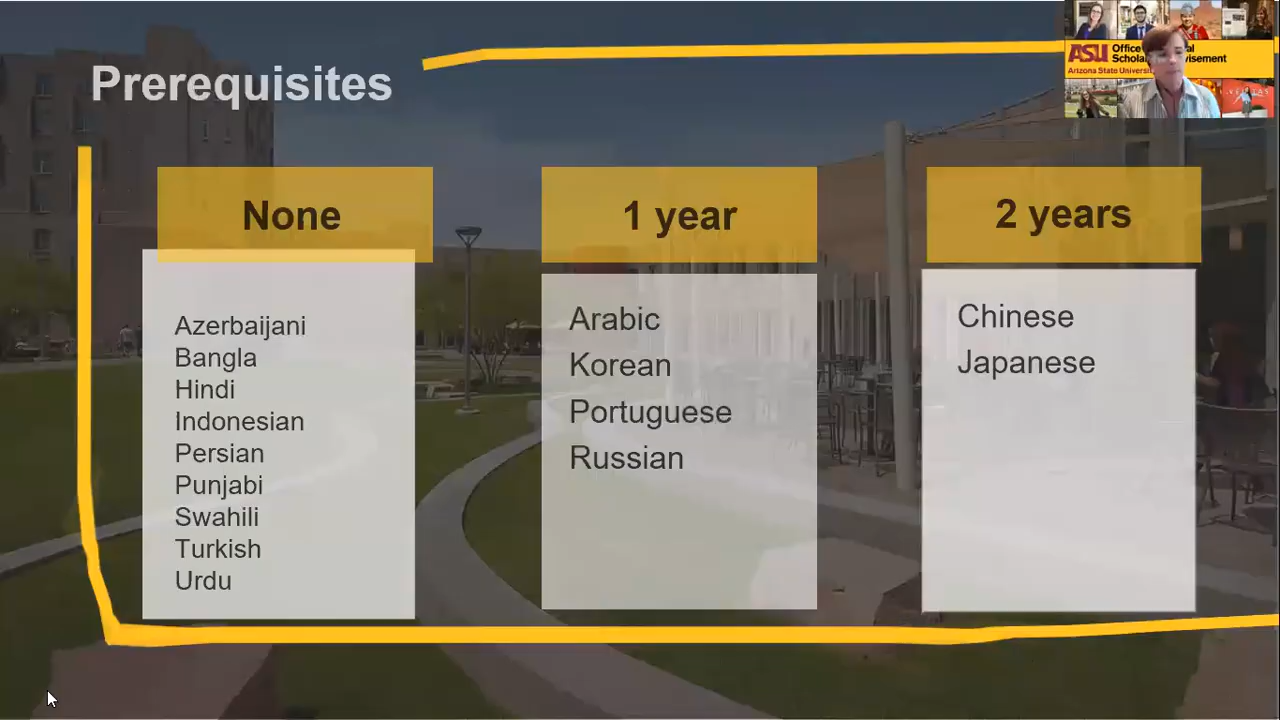 Prerequisites
None
Azerbaijani
Bangla
Hindi
Indonesian
Persian
Punjabi
Swahili
Turkish
Urdu
1 year
Arabic
Korean
Portuguese
Russian
2 years
Chinese
Japanese
ASU Office
Arizona State